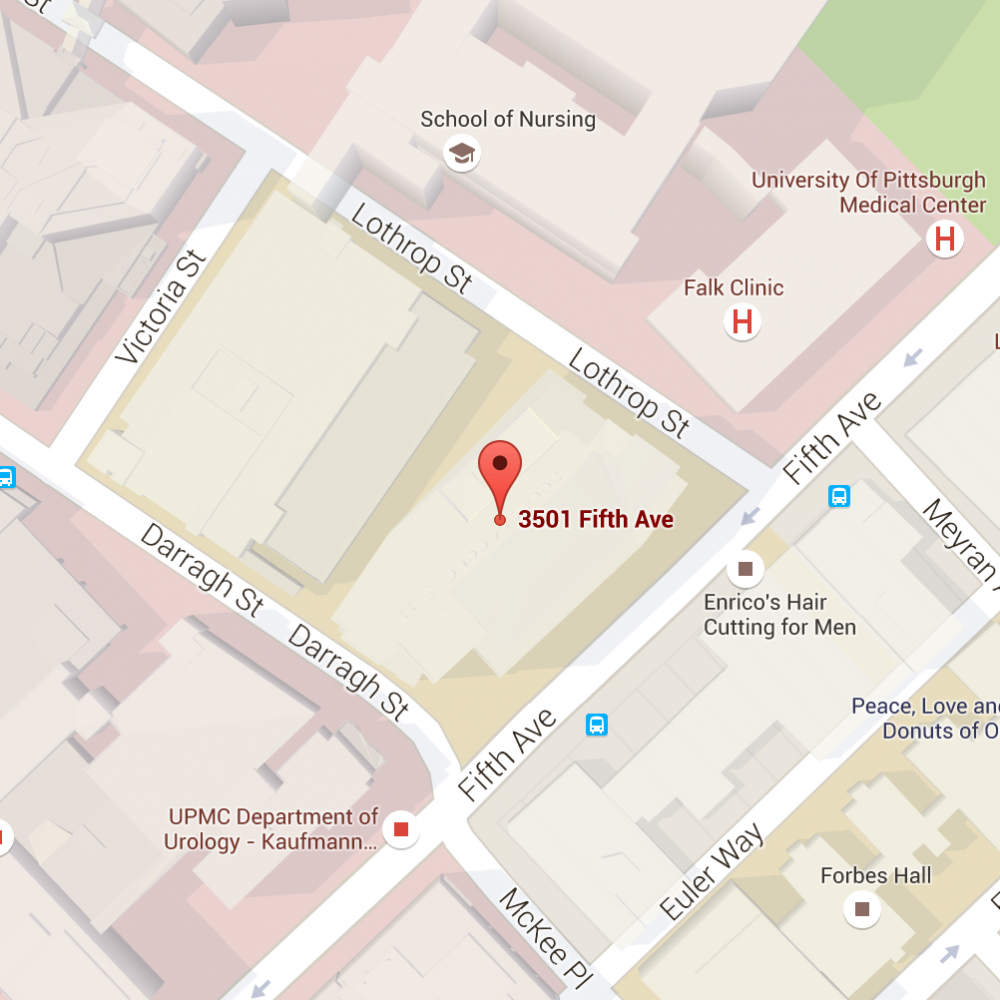 St
School of Nursing
University Of Pittsburgh
Medical Center
Lothrop St
Victoria St
Falk Clinic
Lothrop St
Fifth Ave
3501 Fifth Ave
Meyran
Darragh St
Enrico's Hair
Cutting for Men
Darragh St
Peace, Love and
Donuts of O
Fifth Ave
UPMC Department of
Urology - Kaufmann...
Euler Way
Forbes Hall
McKee Pl